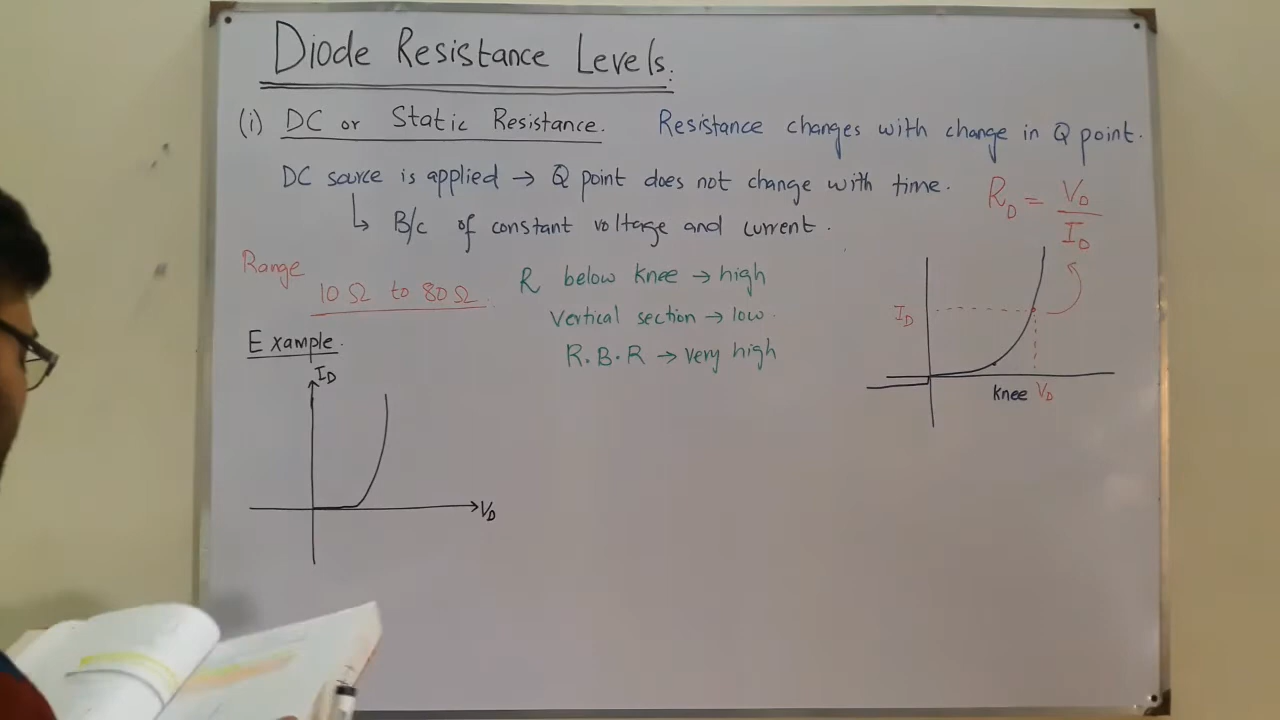 Diode Resistance Levels.
(i) DC or Static Resistance. Resistance changes with change in Q point.
DC source is applied → Q point does not change with time.
↳ B/c of constant voltage and current.
R_D = V_D / I_D
Range
10 Ω to 80 Ω
R below knee → high
Vertical section → low.
R.B.R → very high
I_D
Knee V_D
Example.
I_D
V_D